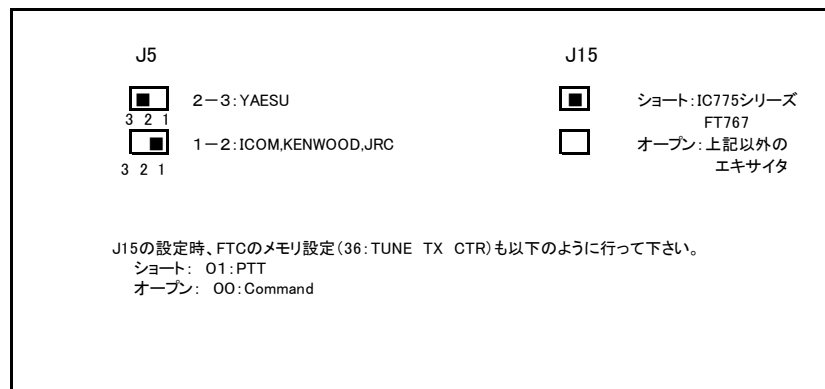 J5
J15
2－3：YAESU
3 2 1
1－2：ICOM,KENWOOD,JRC
3 2 1
ショート：IC775シリーズ
FT767
オープン：上記以外の
エキサイタ
J15の設定時、FTCのメモリ設定（36：TUNE TX CTR）も以下のように行って下さい。
ショート： 01：PTT
オープン： 00：Command